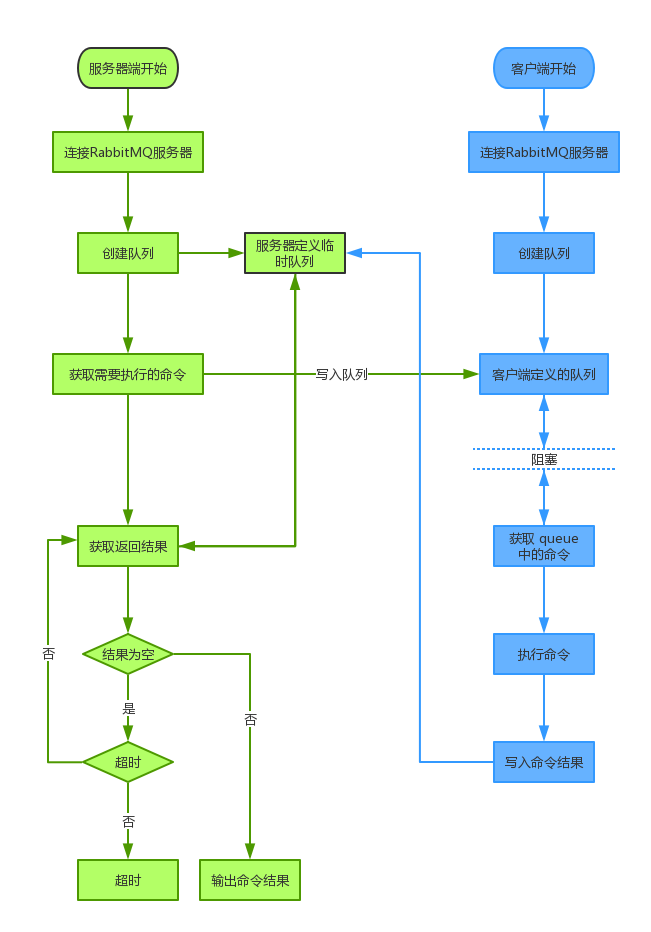 服务器端开始
客户端开始
连接RabbitMQ服务器
连接RabbitMQ服务器
创建队列
服务器定义临
时队列
创建队列
获取需要执行的命令
写入队列
客户端定义的队列
阻塞
获取返回结果
获取 queue
中的命令
否
结果为空
执行命令
是
否
超时
写入命令结果
否
超时
输出命令结果